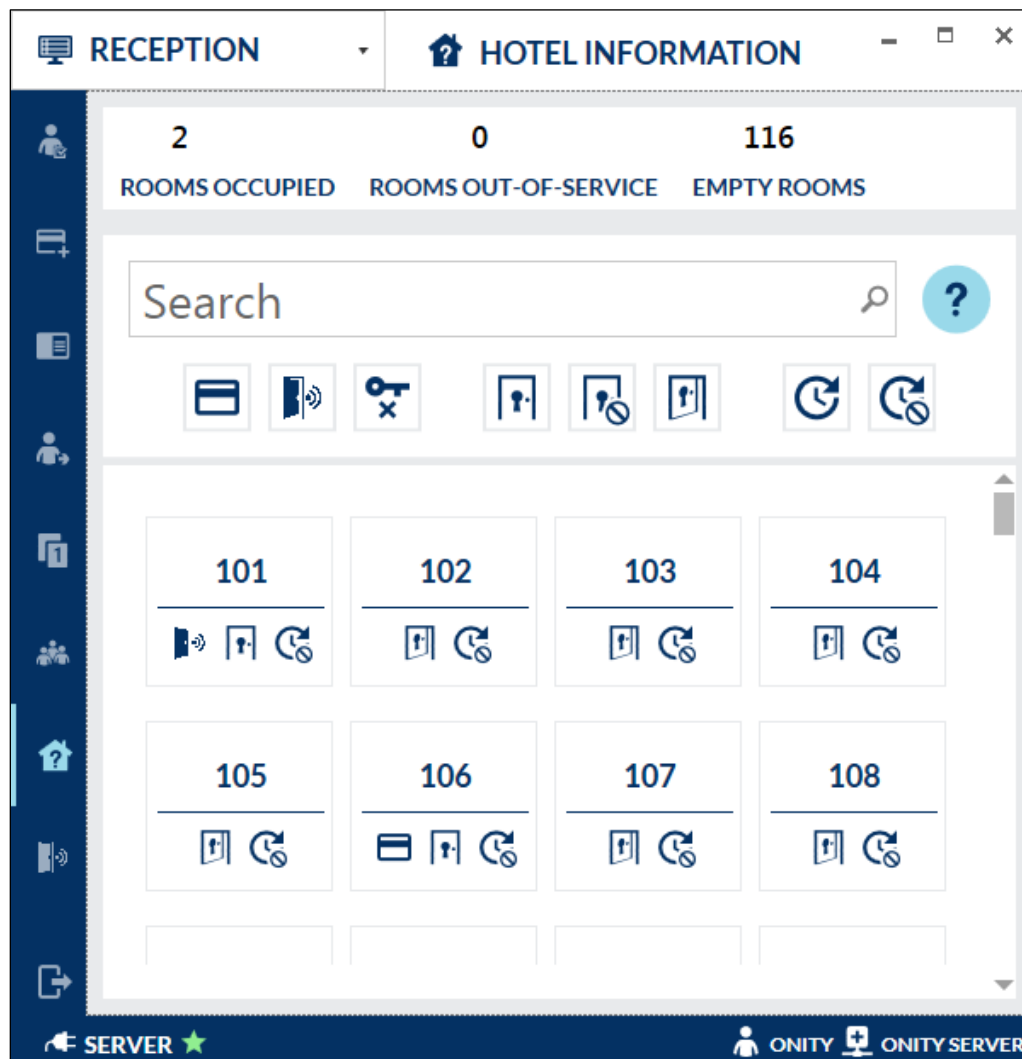 RECEPTION
HOTEL INFORMATION
2 0 116
ROOMS OCCUPIED ROOMS OUT-OF-SERVICE EMPTY ROOMS
Search
?
101 102 103 104
105 106 107 108
SERVER ONITY ONITY SERVER